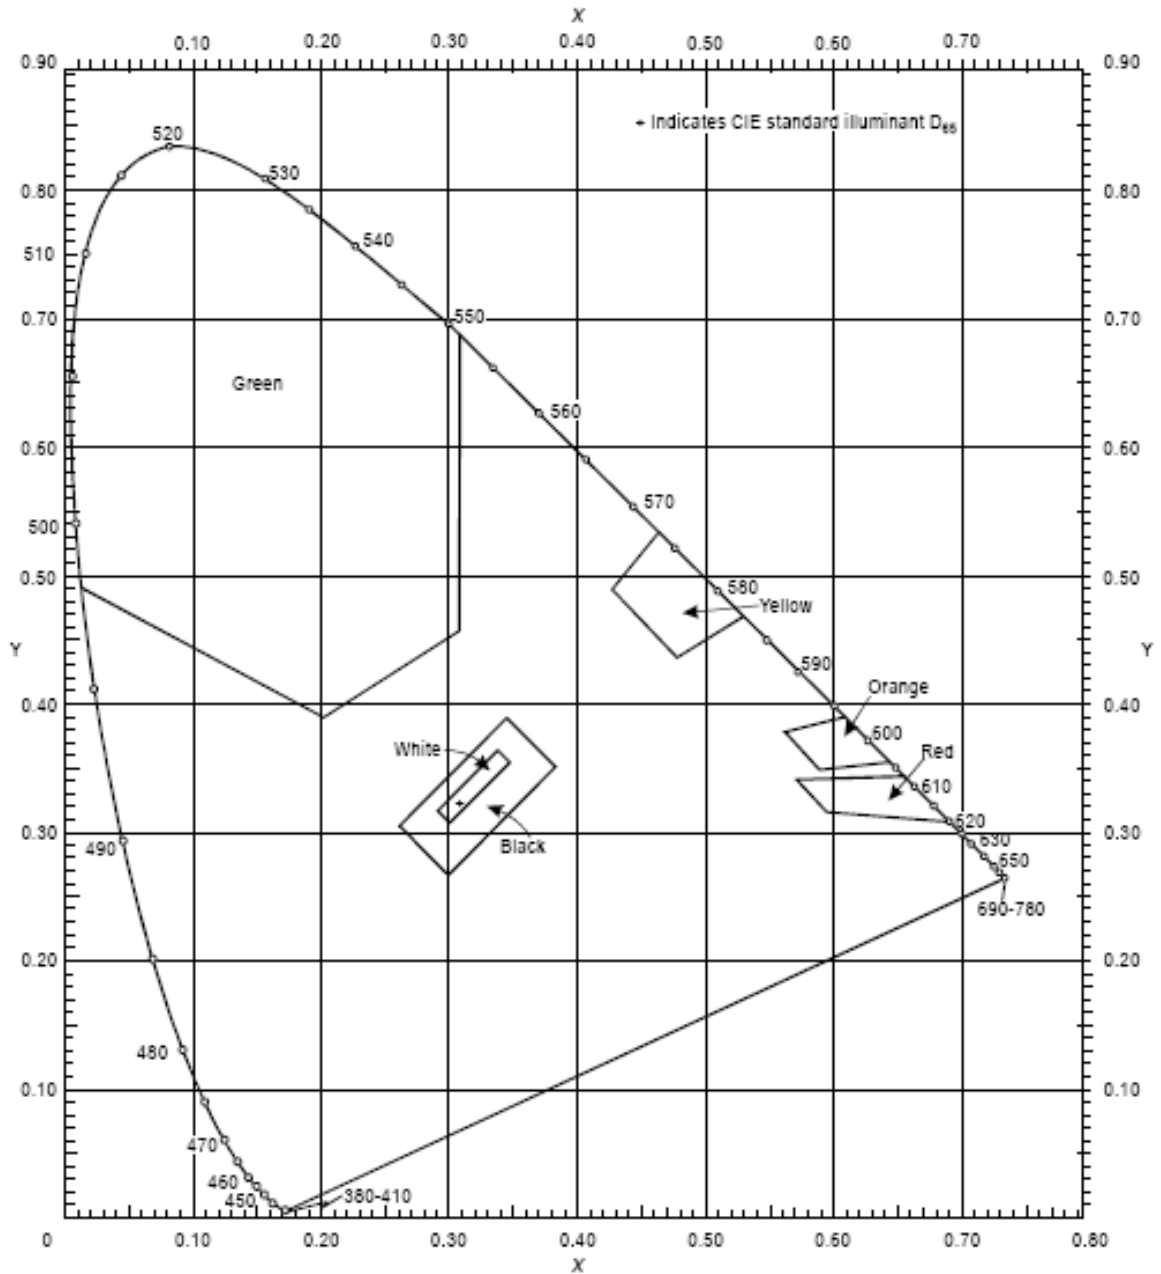 X
0.10 0.20 0.30 0.40 0.50 0.60 0.70
0.90 0.90
+ Indicates CIE standard illuminant D65
520
530
0.80 0.80
540
510
0.70 550 0.70
Green
560
0.60 0.60
570
500
0.50 580 0.50
Yellow
Y Y
590
Orange
0.40 0.40
600
White Red
610
520
0.30 0.30
630
Black
490
650
690-780
0.20 0.20
480
0.10 0.10
470
460
450 380-410
0 0.10 0.20 0.30 0.40 0.50 0.60 0.70 0.80
X